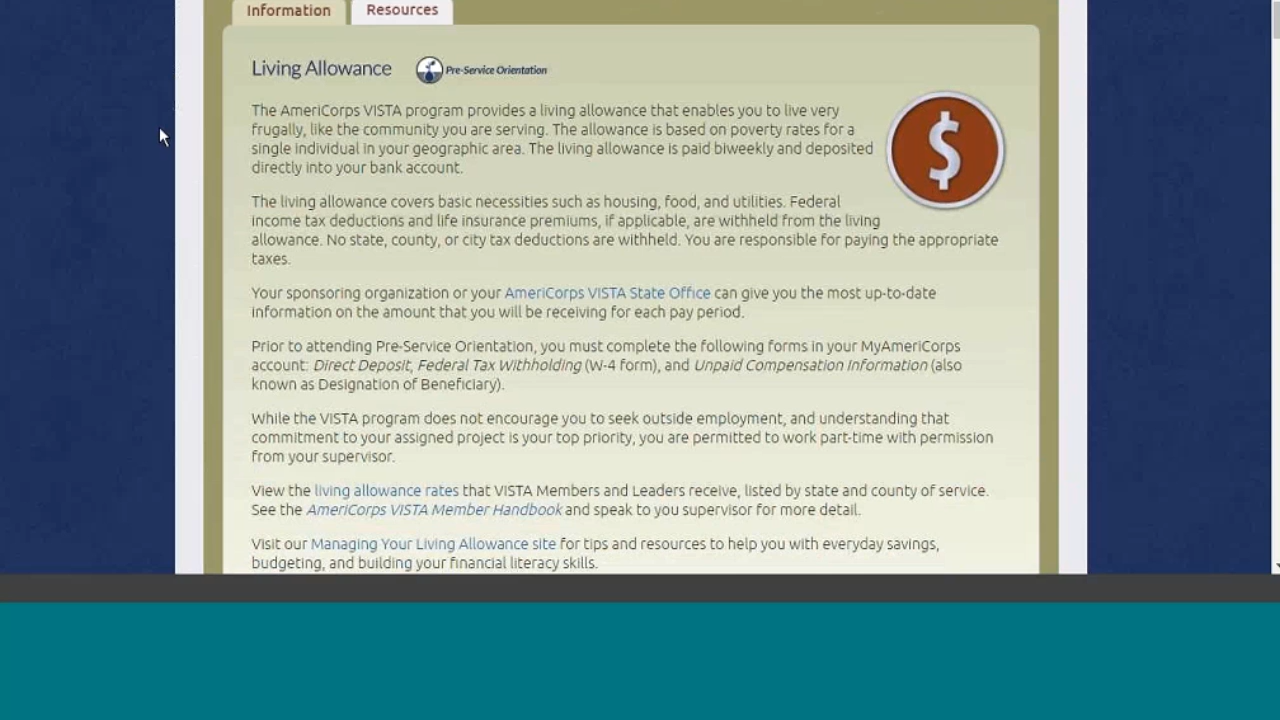 Information Resources
Living Allowance Pre-Service Orientation
The AmeriCorps VISTA program provides a living allowance that enables you to live very
frugally, like the community you are serving. The allowance is based on poverty rates for a
single individual in your geographic area. The living allowance is paid biweekly and deposited
directly into your bank account.
$
The living allowance covers basic necessities such as housing, food, and utilities. Federal
income tax deductions and life insurance premiums, if applicable, are withheld from the living
allowance. No state, county, or city tax deductions are withheld. You are responsible for paying the appropriate
taxes.
Your sponsoring organization or your AmeriCorps VISTA State Office can give you the most up-to-date
information on the amount that you will be receiving for each pay period.
Prior to attending Pre-Service Orientation, you must complete the following forms in your MyAmeriCorps
account: Direct Deposit, Federal Tax Withholding (W-4 form), and Unpaid Compensation Information (also
known as Designation of Beneficiary).
While the VISTA program does not encourage you to seek outside employment, and understanding that
commitment to your assigned project is your top priority, you are permitted to work part-time with permission
from your supervisor.
View the living allowance rates that VISTA Members and Leaders receive, listed by state and county of service.
See the AmeriCorps VISTA Member Handbook and speak to you supervisor for more detail.
Visit our Managing Your Living Allowance site for tips and resources to help you with everyday savings,
budgeting, and building your financial literacy skills.